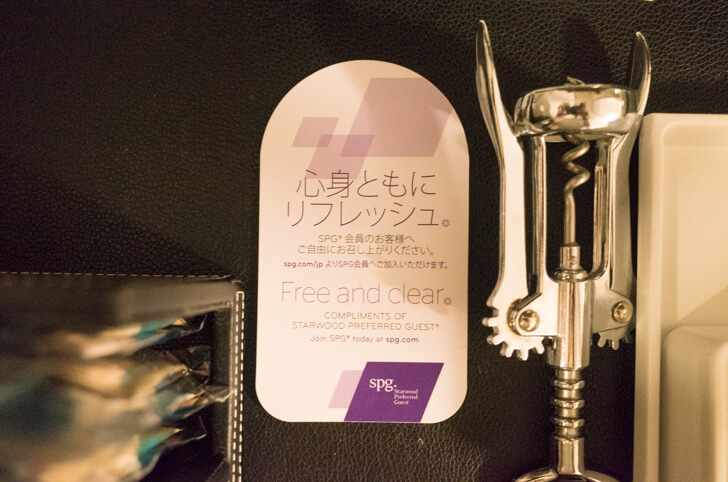 心身ともに
リフレッシュ。
SPG® 会員のお客様へ
ご自由にお召し上がりください。
spg.com/jp よりSPG会員へご加入いただけます。
Free and clear。
COMPLIMENTS OF
STARWOOD PREFERRED GUEST®
Join SPG® today at spg.com.
spg.
Starwood
Preferred
Guest